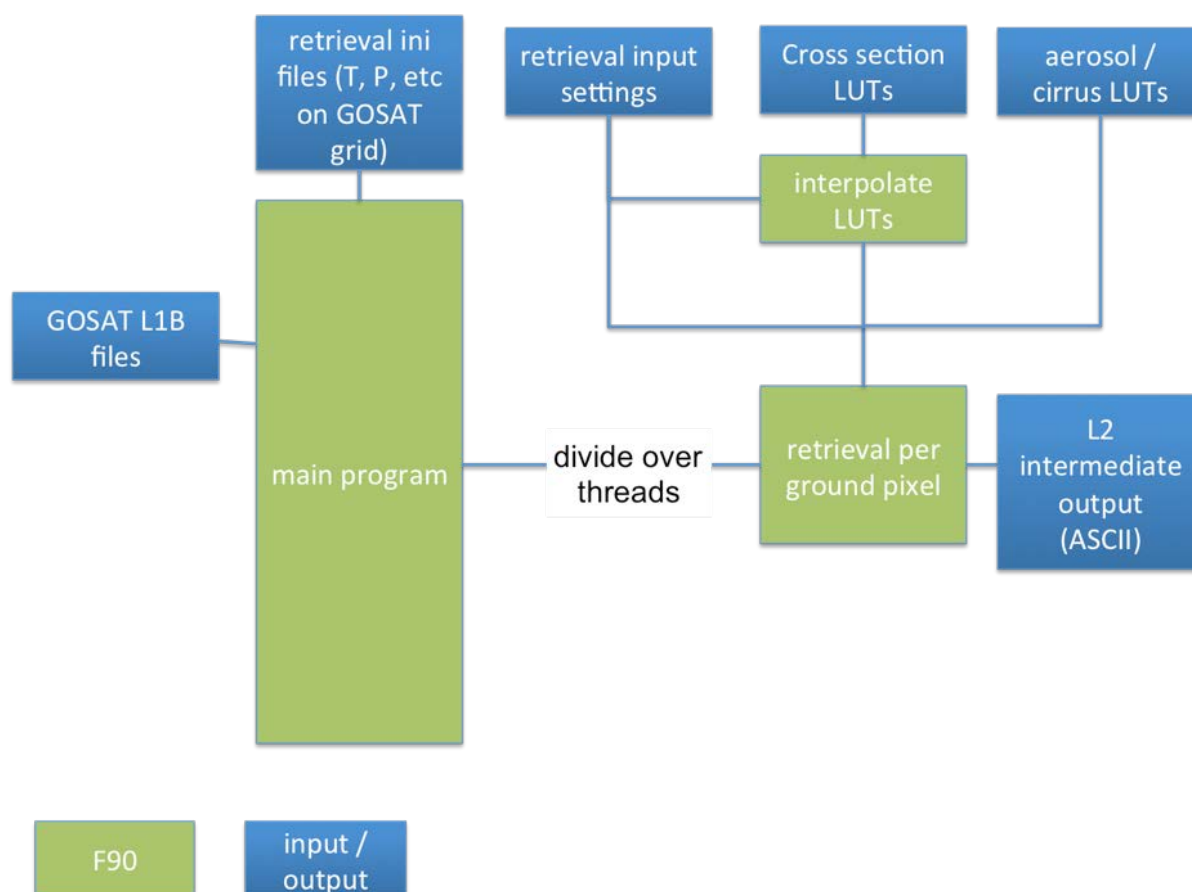 retrieval ini
files (T, P, etc
on GOSAT
grid)
retrieval input
settings
Cross section
LUTs
aerosol /
cirrus LUTs
interpolate
LUTs
GOSAT L1B
files
main program
divide over
threads
retrieval per
ground pixel
L2
intermediate
output
(ASCII)
F90
input /
output